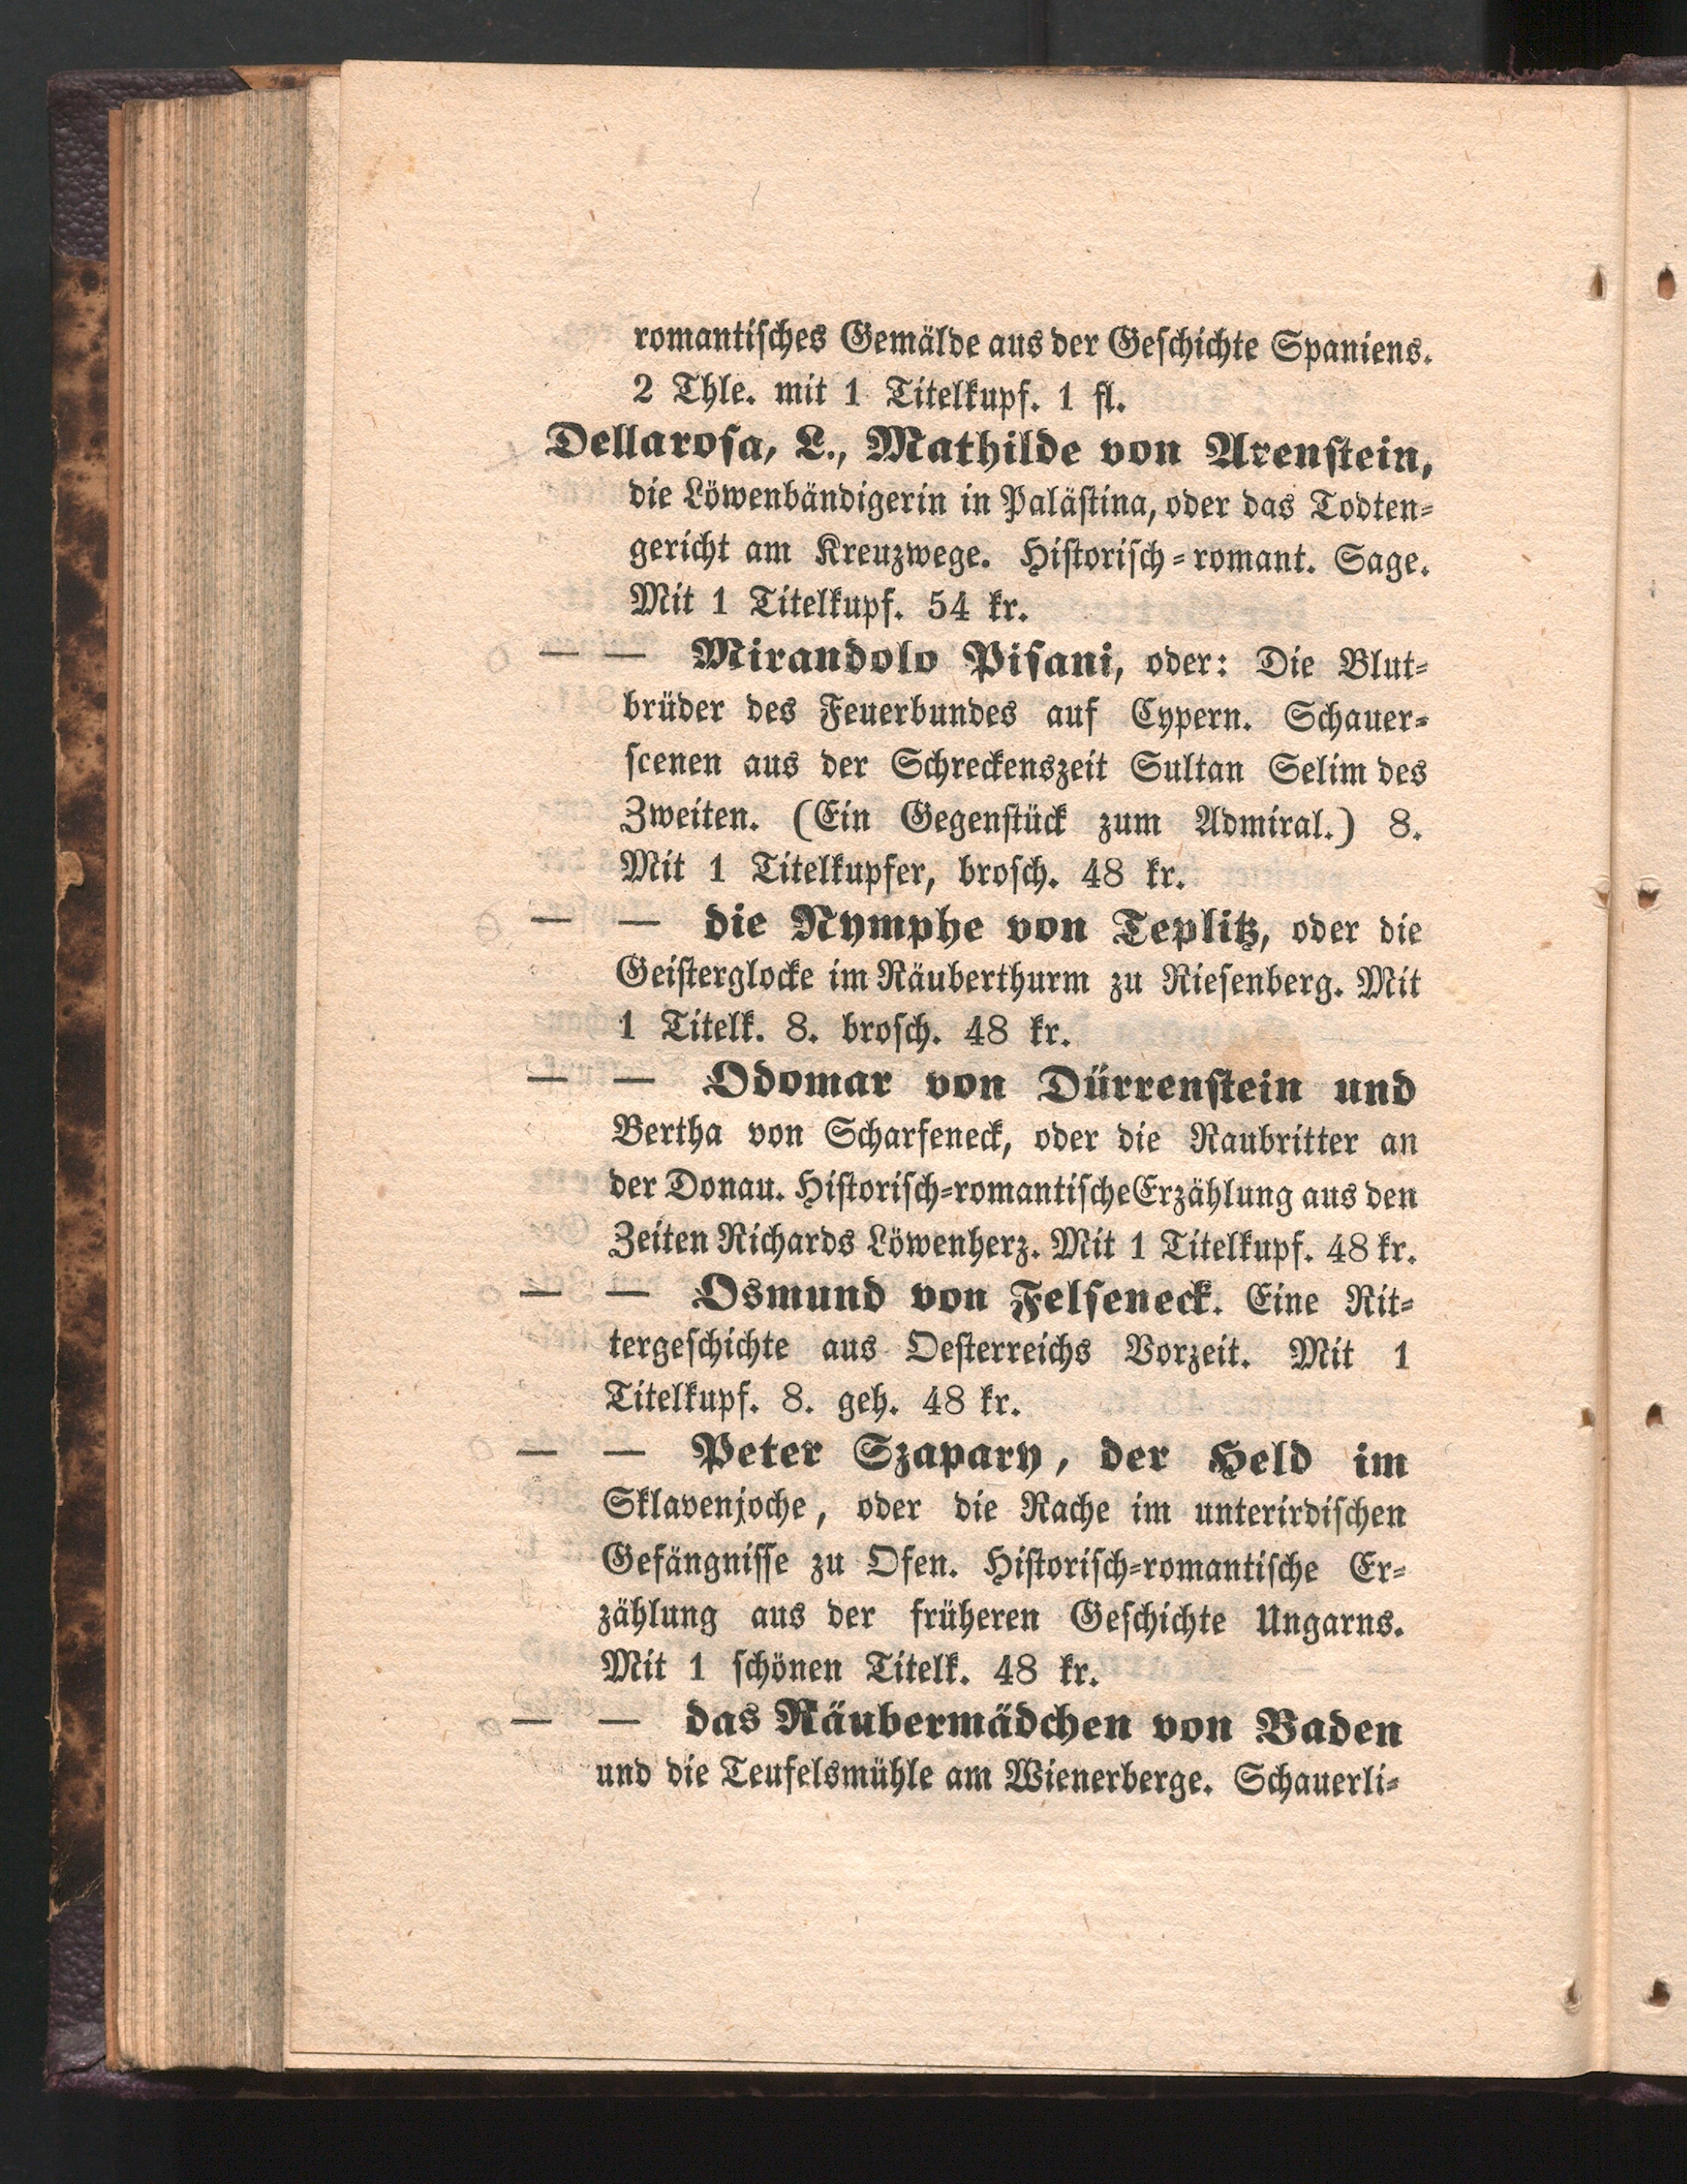 romantisches Gemälde aus der Geschichte Spaniens.
2 Thle. mit 1 Titelkupf. 1 fl.
Dellarosa, L., Mathilde von Arenstein,
die Löwenbändigerin in Palästina, oder das Todten-
gericht am Kreuzwege. Historisch-romant. Sage.
Mit 1 Titelkupf. 54 kr.
— — Mirandolo Pisani, oder: Die Blut-
brüder des Feuerbundes auf Cypern. Schauer-
scenen aus der Schreckenszeit Sultan Selim des
Zweiten. (Ein Gegenstück zum Admiral.) 8.
Mit 1 Titelkupfer, brosch. 48 kr.
— — die Nymphe von Teplitz, oder die
Geisterglocke im Räuberthurm zu Riesenberg. Mit
1 Titelk. 8. brosch. 48 kr.
— — Odomar von Dürrenstein und
Bertha von Scharfeneck, oder die Raubritter an
der Donau. Historisch-romantische Erzählung aus den
Zeiten Richards Löwenherz. Mit 1 Titelkupf. 48 kr.
— — Osmund von Felseneck. Eine Rit-
tergeschichte aus Oesterreichs Vorzeit. Mit 1
Titelkupf. 8. geh. 48 kr.
— — Peter Szapary, der Held im
Sklavenjoche, oder die Rache im unterirdischen
Gefängnisse zu Ofen. Historisch-romantische Er-
zählung aus der früheren Geschichte Ungarns.
Mit 1 schönen Titelk. 48 kr.
— — das Räubermädchen von Baden
und die Teufelsmühle am Wienerberge. Schauerli-